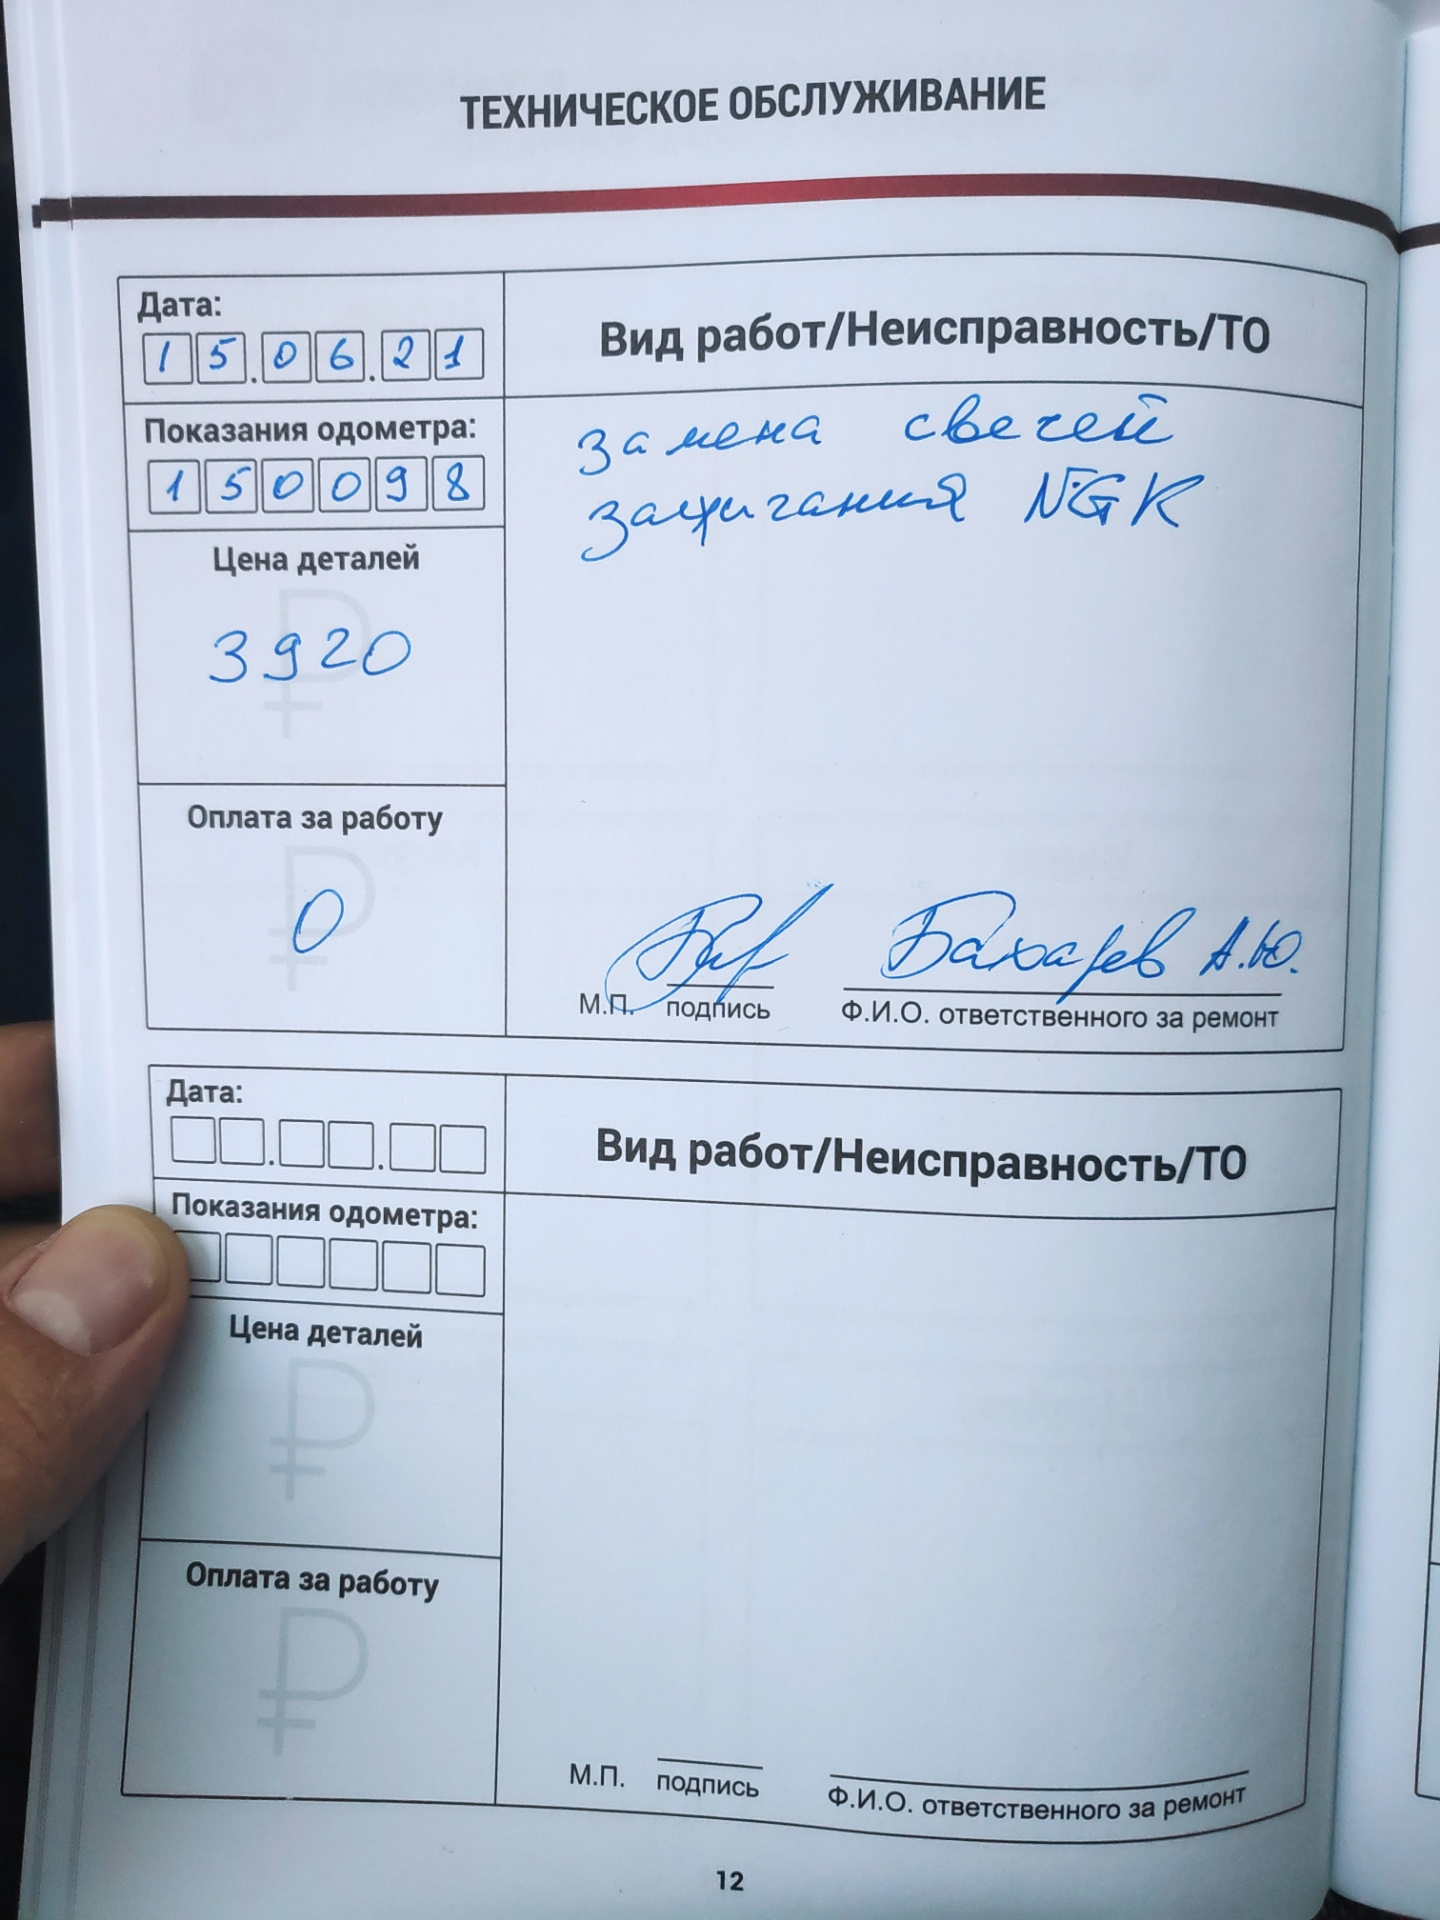 ТЕХНИЧЕСКОЕ ОБСЛУЖИВАНИЕ
Дата:
15.06.21
Вид работ/Неисправность/ТО
Показания одометра:
150098
замена свечей
зажигания NGK
Цена деталей
₽
3920
Оплата за работу
₽
0
Бахарев А.Ю.
М.П. подпись Ф.И.О. ответственного за ремонт
Дата:
Вид работ/Неисправность/ТО
Показания одометра:
Цена деталей
₽
Оплата за работу
₽
М.П. подпись Ф.И.О. ответственного за ремонт
12